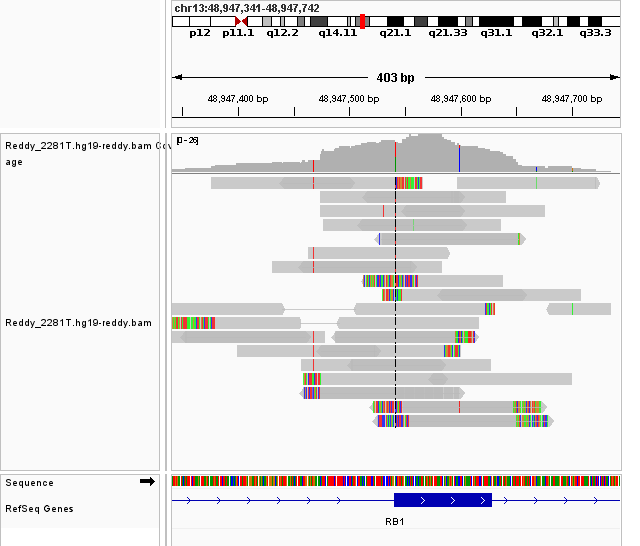 chr13:48,947,341-48,947,742
p12 p11.1 q12.2 q14.11 q21.1 q21.33 q31.1 q32.1 q33.3
403 bp
48,947,400 bp 48,947,500 bp 48,947,600 bp 48,947,700 bp
[0-26]
Reddy_2281T.hg19-reddy.bam Cov
age
Reddy_2281T.hg19-reddy.bam
Sequence
RefSeq Genes
RB1